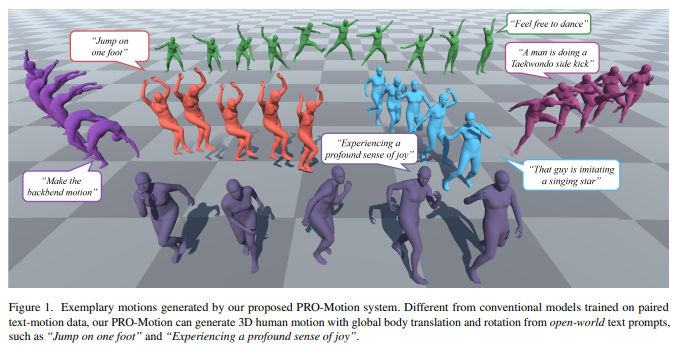 “Feel free to dance”
“Jump on
one foot”
“A man is doing a
Taekwondo side kick”
“Experiencing a
profound sense of joy”
“Make the
backbend motion”
“That guy is imitating
a singing star”
Figure 1. Exemplary motions generated by our proposed PRO-Motion system. Different from conventional models trained on paired
text-motion data, our PRO-Motion can generate 3D human motion with global body translation and rotation from open-world text prompts,
such as “Jump on one foot” and “Experiencing a profound sense of joy”.